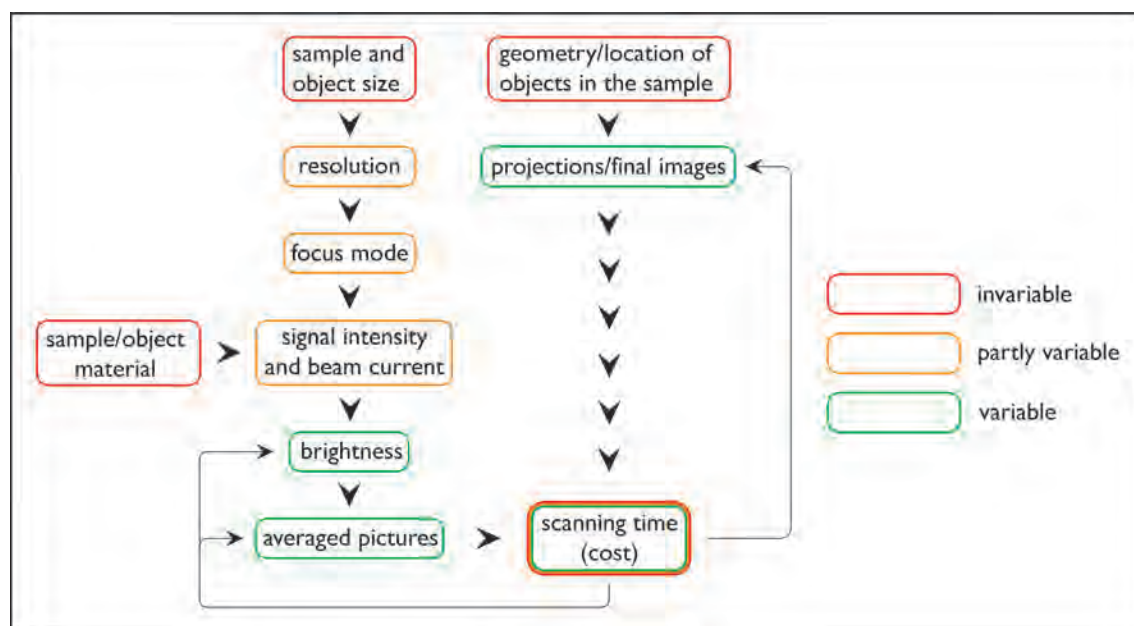 sample and
object size
geometry/location of
objects in the sample
resolution
projections/final images
focus mode
sample/object
material
signal intensity
and beam current
brightness
averaged pictures
scanning time
(cost)
invariable
partly variable
variable